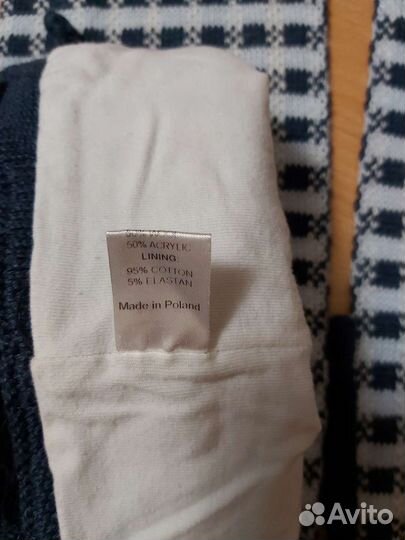 50% ACRYLIC
LINING
95% COTTON
5% ELASTAN
Made in Poland
Avito